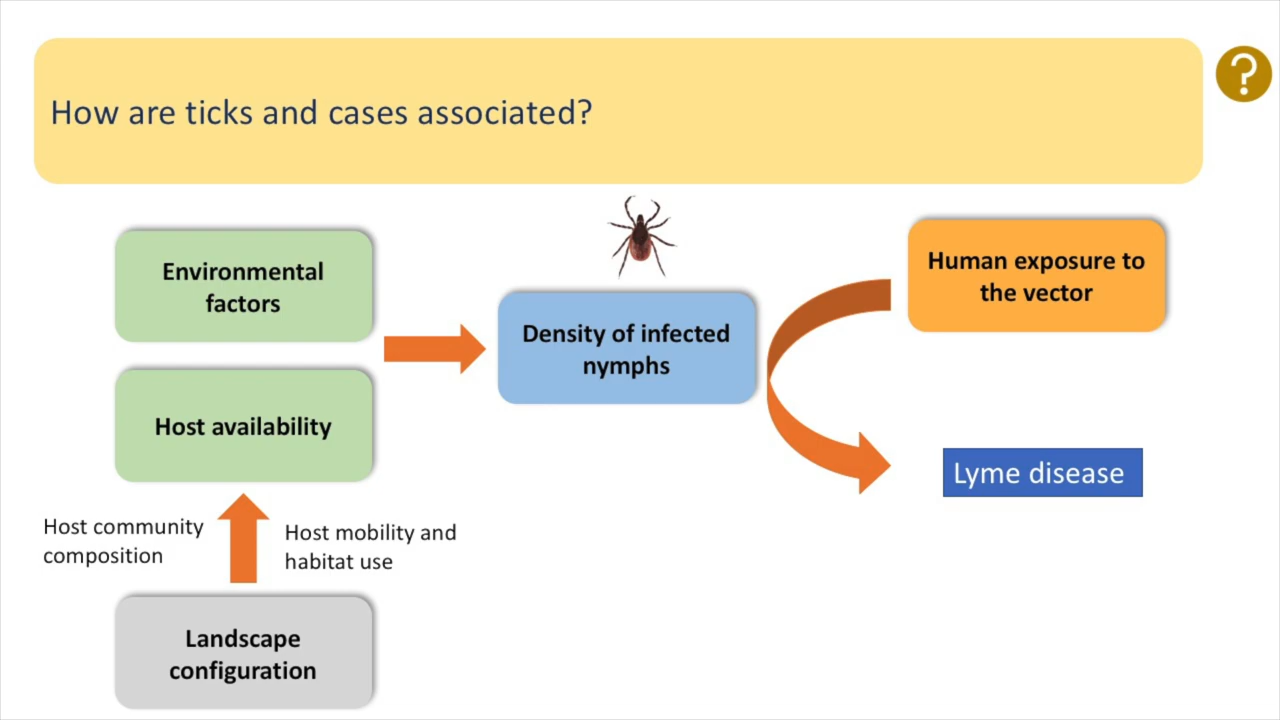 How are ticks and cases associated?
?
Environmental
factors
Host availability
Host community
composition
Host mobility and
habitat use
Landscape
configuration
Density of infected
nymphs
Human exposure to
the vector
Lyme disease